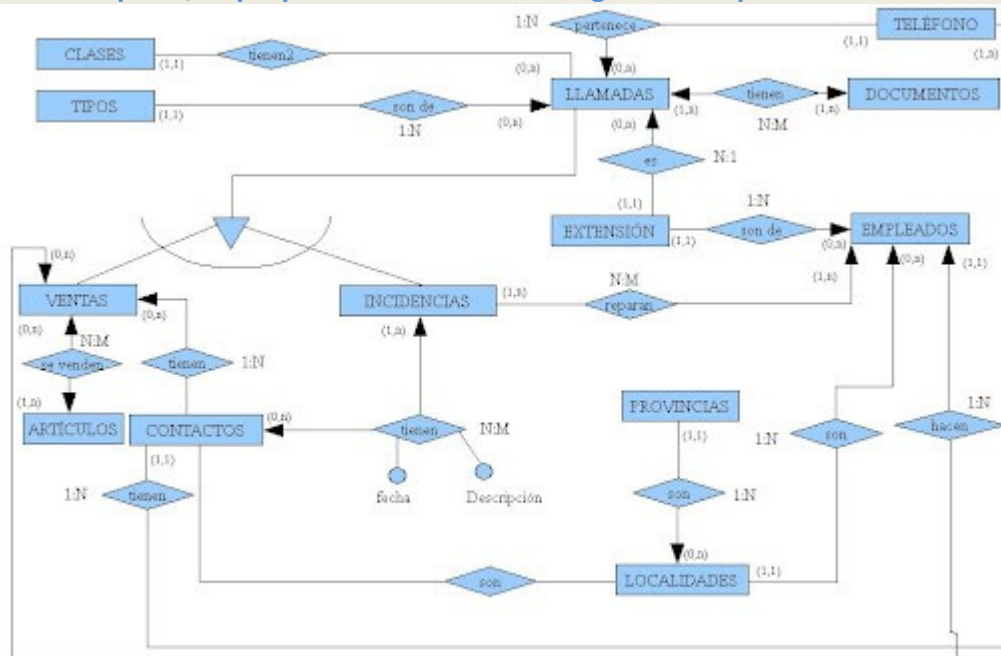 1:N
pertenece
TELÉFONO
(1,1)
(1,n)
CLASES
(1,1)
tienen2
(0,n)
(0,n)
TIPOS
(1,1)
son de
1:N
(0,n)
LLAMADAS
(1,n)
tienen
N:M
(1,n)
DOCUMENTOS
(0,n)
es
N:1
(1,1)
EXTENSIÓN
(1,1)
1:N
son de
(0,n)
EMPLEADOS
(0,n)
(1,1)
(1,n)
(0,n)
VENTAS
(0,n)
(0,n)
INCIDENCIAS
(1,n)
N:M
reparan
(1,n)
N:M
se venden
tienen
1:N
(1,n)
ARTÍCULOS
CONTACTOS
(0,n)
tienen
N:M
fecha
Descripción
PROVINCIAS
(1,1)
1:N
son
1:N
hacen
(1,1)
1:N
tienen
son
1:N
(0,n)
son
LOCALIDADES
(1,1)